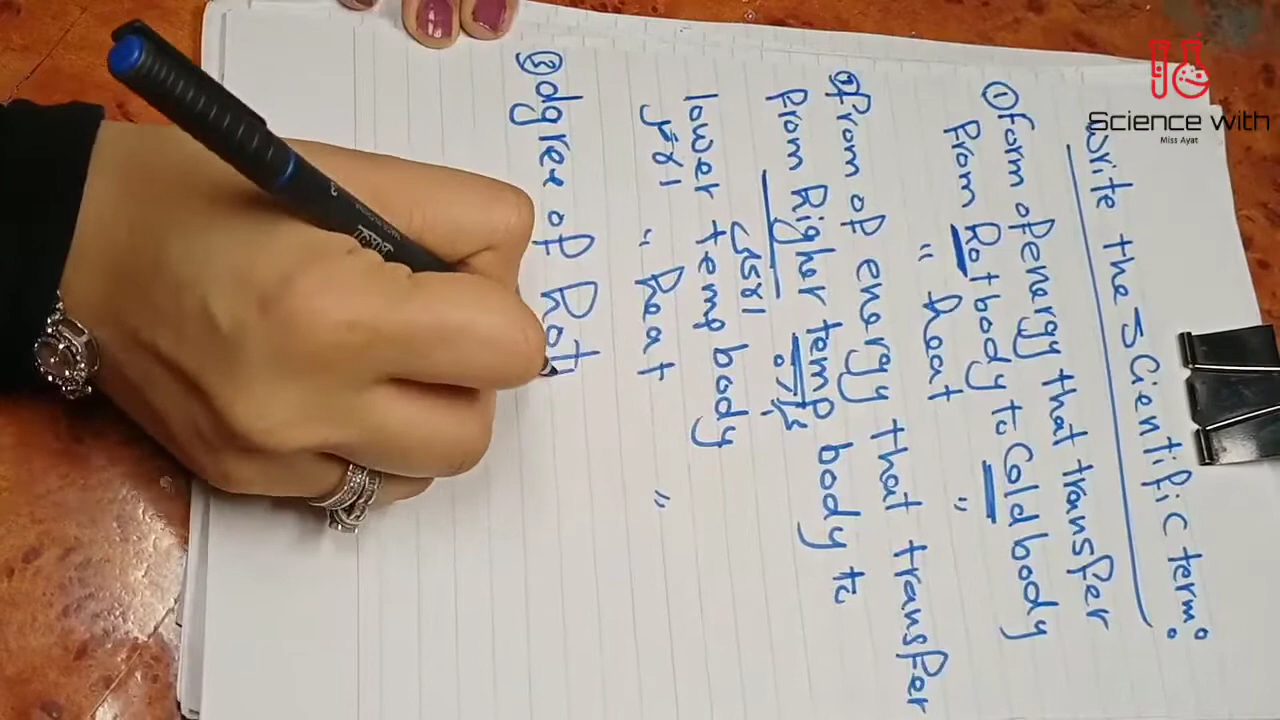 Science with
Miss Ayat
write the scientific term:
① form of energy that transfer
from hot body to Cold body
" heat "
② from of energy that transfer
from higher temp body to
lower temp body
" heat "
③ dgree of hot